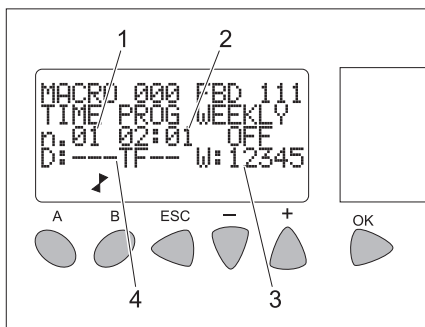 1 2
MACRO 000 FBD 111
TIME PROG WEEKLY
n.01 02:01 OFF
D:---TF-- W:12345
A B ESC − + OK
4 3